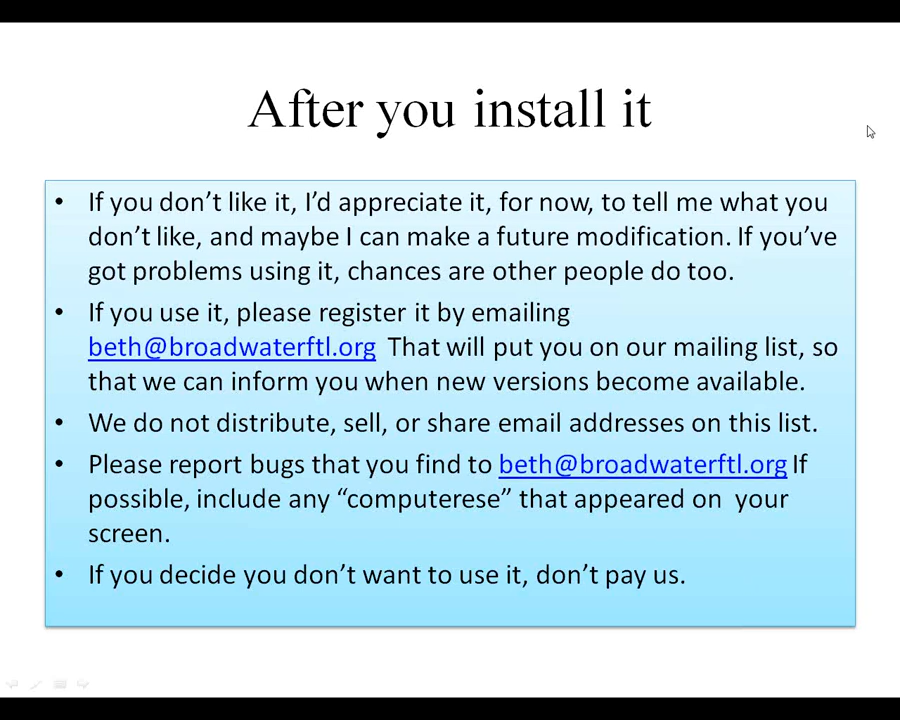 After you install it
• If you don’t like it, I’d appreciate it, for now, to tell me what you
don’t like, and maybe I can make a future modification. If you’ve
got problems using it, chances are other people do too.
• If you use it, please register it by emailing
beth@broadwaterftl.org That will put you on our mailing list, so
that we can inform you when new versions become available.
• We do not distribute, sell, or share email addresses on this list.
• Please report bugs that you find to beth@broadwaterftl.org If
possible, include any “computerese” that appeared on your
screen.
• If you decide you don’t want to use it, don’t pay us.